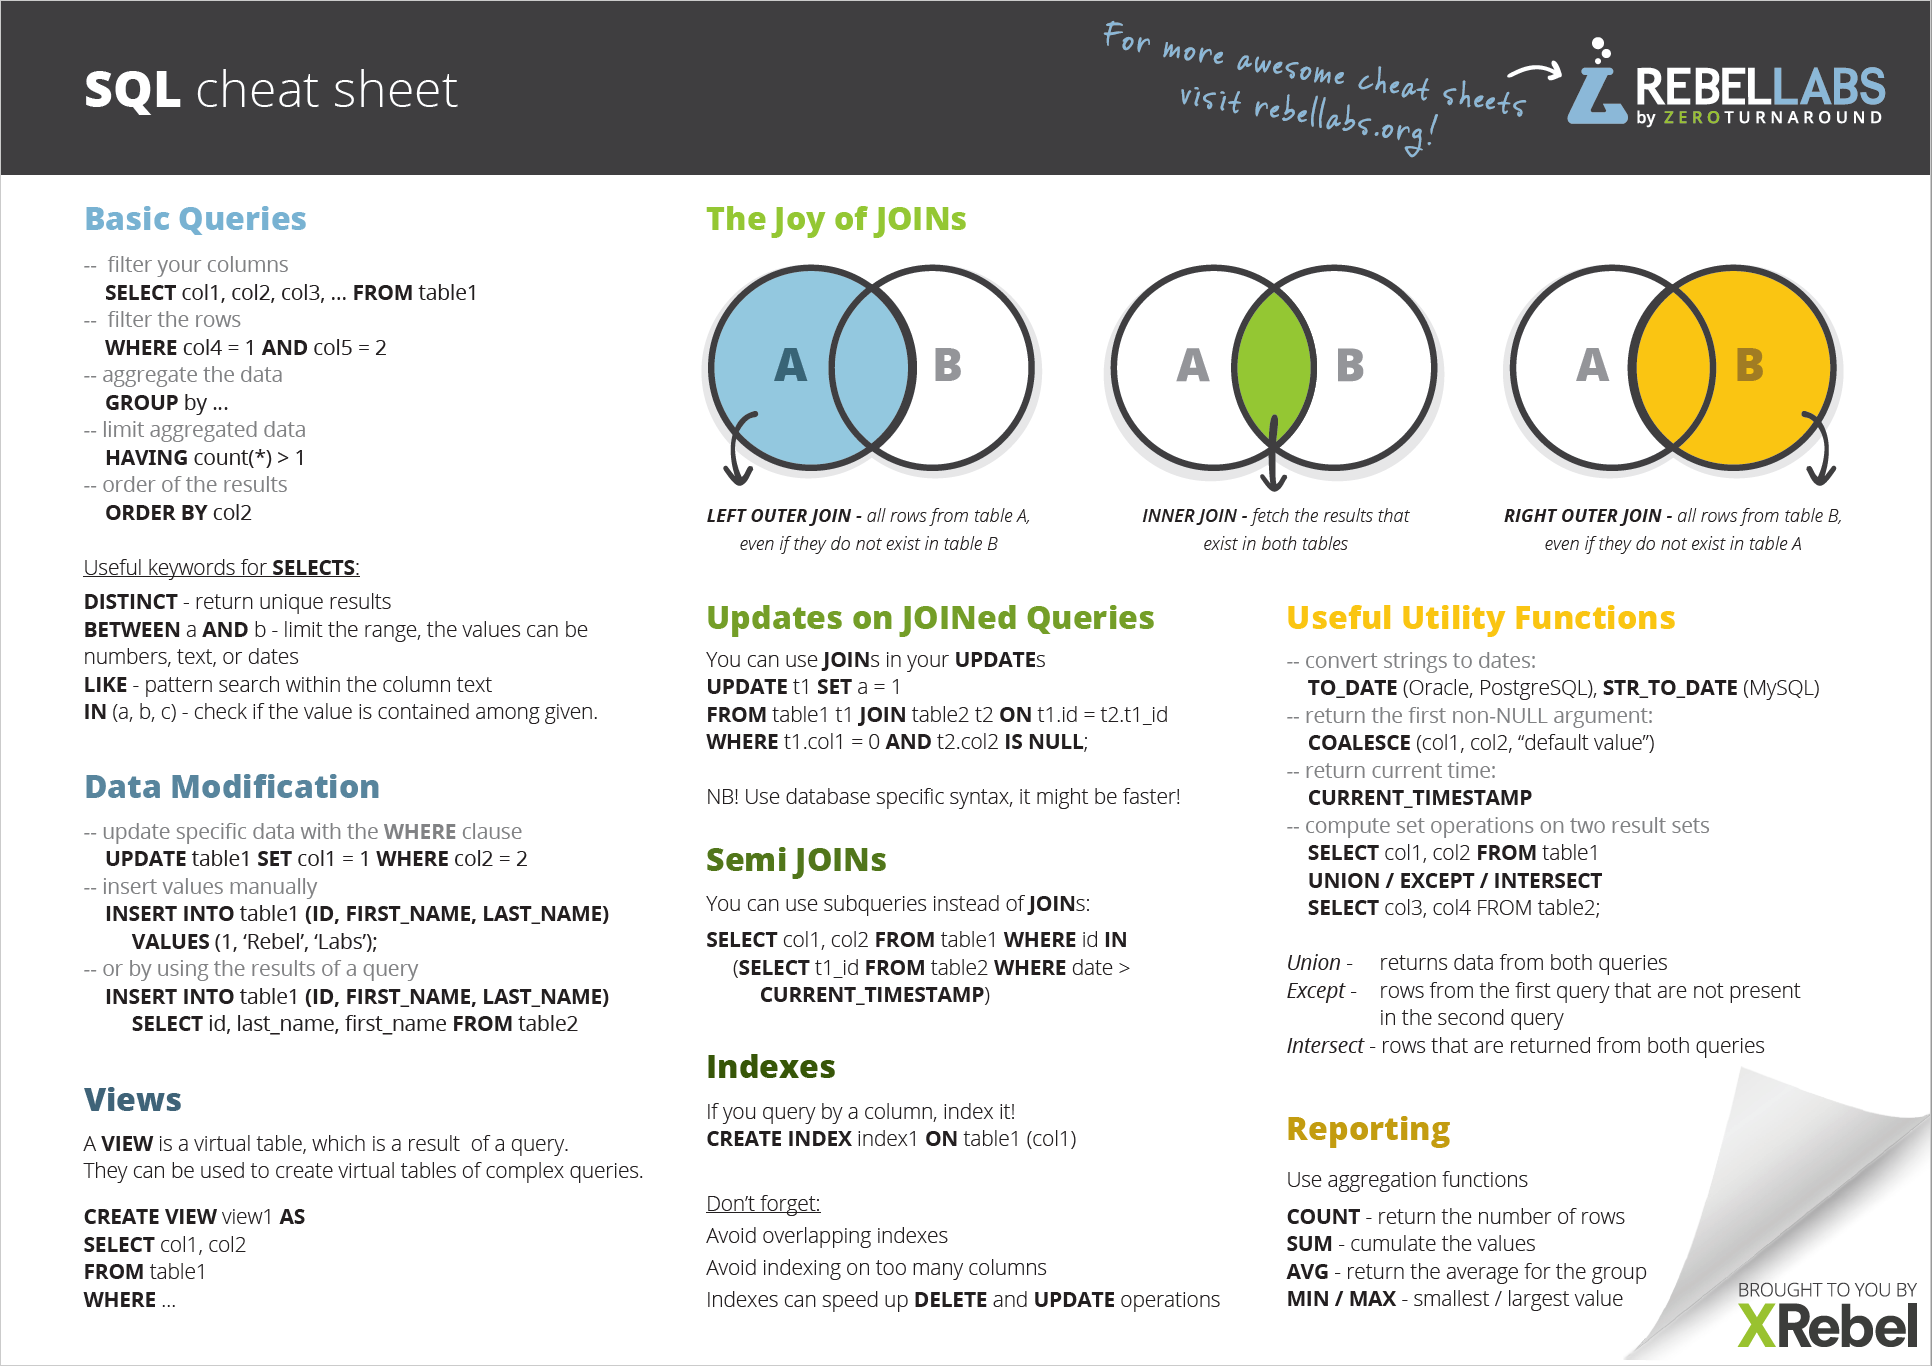 SQL cheat sheet
For more awesome cheat sheets
visit rebellabs.org!
REBELLABS
by ZEROTURNAROUND
Basic Queries
-- filter your columns
SELECT col1, col2, col3, ... FROM table1
-- filter the rows
WHERE col4 = 1 AND col5 = 2
-- aggregate the data
GROUP by ...
-- limit aggregated data
HAVING count(*) > 1
-- order of the results
ORDER BY col2
Useful keywords for SELECTS:
DISTINCT - return unique results
BETWEEN a AND b - limit the range, the values can be
numbers, text, or dates
LIKE - pattern search within the column text
IN (a, b, c) - check if the value is contained among given.
Data Modification
-- update specific data with the WHERE clause
UPDATE table1 SET col1 = 1 WHERE col2 = 2
-- insert values manually
INSERT INTO table1 (ID, FIRST_NAME, LAST_NAME)
VALUES (1, ‘Rebel’, ‘Labs’);
-- or by using the results of a query
INSERT INTO table1 (ID, FIRST_NAME, LAST_NAME)
SELECT id, last_name, first_name FROM table2
Views
A VIEW is a virtual table, which is a result of a query.
They can be used to create virtual tables of complex queries.
CREATE VIEW view1 AS
SELECT col1, col2
FROM table1
WHERE ...
The Joy of JOINs
A B
A B
A B
LEFT OUTER JOIN - all rows from table A,
even if they do not exist in table B
INNER JOIN - fetch the results that
exist in both tables
RIGHT OUTER JOIN - all rows from table B,
even if they do not exist in table A
Updates on JOINed Queries
You can use JOINs in your UPDATEs
UPDATE t1 SET a = 1
FROM table1 t1 JOIN table2 t2 ON t1.id = t2.t1_id
WHERE t1.col1 = 0 AND t2.col2 IS NULL;
NB! Use database specific syntax, it might be faster!
Semi JOINs
You can use subqueries instead of JOINs:
SELECT col1, col2 FROM table1 WHERE id IN
(SELECT t1_id FROM table2 WHERE date >
CURRENT_TIMESTAMP)
Indexes
If you query by a column, index it!
CREATE INDEX index1 ON table1 (col1)
Don’t forget:
Avoid overlapping indexes
Avoid indexing on too many columns
Indexes can speed up DELETE and UPDATE operations
Useful Utility Functions
-- convert strings to dates:
TO_DATE (Oracle, PostgreSQL), STR_TO_DATE (MySQL)
-- return the first non-NULL argument:
COALESCE (col1, col2, “default value”)
-- return current time:
CURRENT_TIMESTAMP
-- compute set operations on two result sets
SELECT col1, col2 FROM table1
UNION / EXCEPT / INTERSECT
SELECT col3, col4 FROM table2;
Union - returns data from both queries
Except - rows from the first query that are not present
in the second query
Intersect - rows that are returned from both queries
Reporting
Use aggregation functions
COUNT - return the number of rows
SUM - cumulate the values
AVG - return the average for the group
MIN / MAX - smallest / largest value
BROUGHT TO YOU BY
XRebel